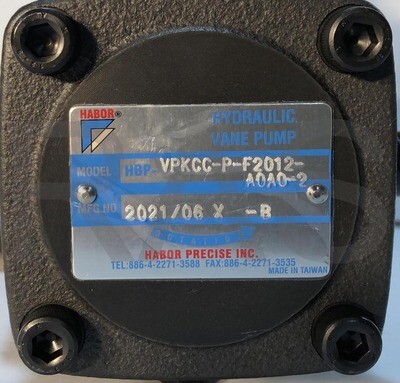 HABOR®
HYDRAULIC
VANE PUMP
MODEL HBP- VPKCC-P-F2012-
A0A0-2
MFG.NO 2021/06 X -B
ROTATION
HABOR PRECISE INC.
TEL:886-4-2271-3588 FAX:886-4-2271-3535
MADE IN TAIWAN